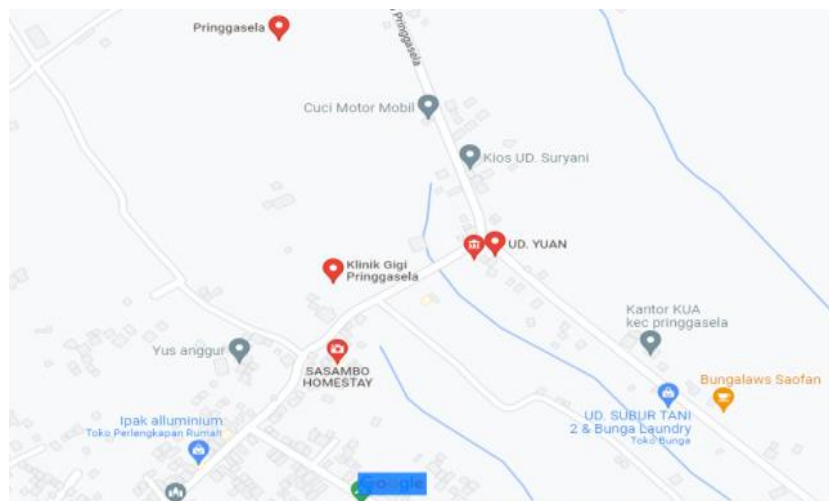 Pringgasela
Pringgasela
Cuci Motor Mobil
Kios UD. Suryani
UD. YUAN
Klinik Gigi
Pringgasela
Kantor KUA
kec pringgasela
Yus anggur
SASAMBO
HOMESTAY
Bungalaws Saofan
UD. SUBUR TANI
2 & Bunga Laundry
Toko Bunga
Ipak alluminium
Toko Perlengkapan Rumah
Google